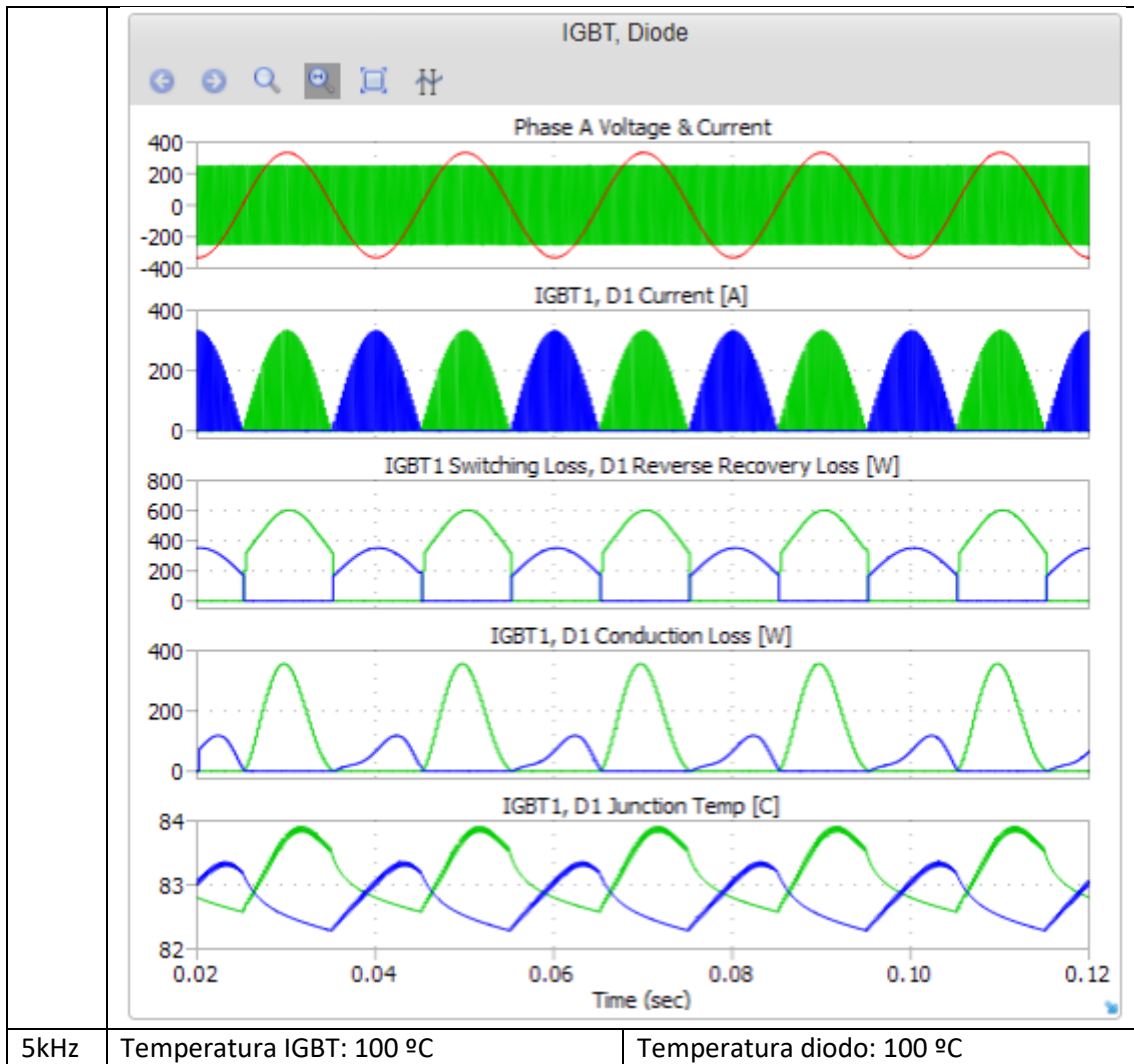 IGBT, Diode
Phase A Voltage & Current
400
200
0
-200
-400
IGBT1, D1 Current [A]
400
200
0
IGBT1 Switching Loss, D1 Reverse Recovery Loss [W]
800
600
400
200
0
IGBT1, D1 Conduction Loss [W]
400
200
0
IGBT1, D1 Junction Temp [C]
84
83
82
0.02 0.04 0.06 0.08 0.10 0.12
Time (sec)
5kHz Temperatura IGBT: 100 ºC Temperatura diodo: 100 ºC